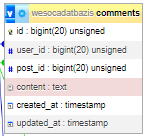 wesocadatbazis comments
id : bigint(20) unsigned
user_id : bigint(20) unsigned
post_id : bigint(20) unsigned
content : text
created_at : timestamp
updated_at : timestamp